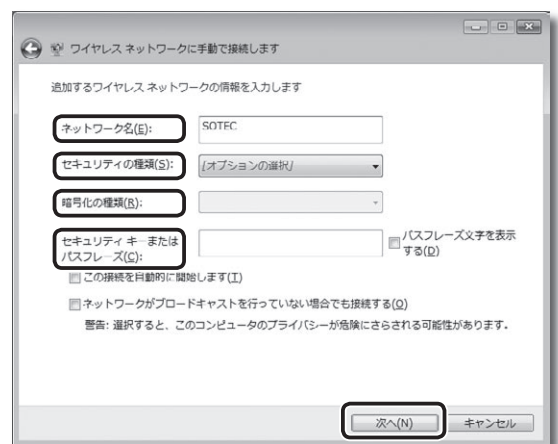 ワイヤレス ネットワークに手動で接続します
追加するワイヤレス ネットワークの情報を入力します
ネットワーク名(E):
SOTEC
セキュリティの種類(S):
[オプションの選択]
暗号化の種類(R):
セキュリティ キーまたは
パスフレーズ(C):
パスフレーズ文字を表示
する(D)
この接続を自動的に開始します(T)
ネットワークがブロードキャストを行っていない場合でも接続する(O)
警告: 選択すると、このコンピュータのプライバシーが危険にさらされる可能性があります。
次へ(N)
キャンセル